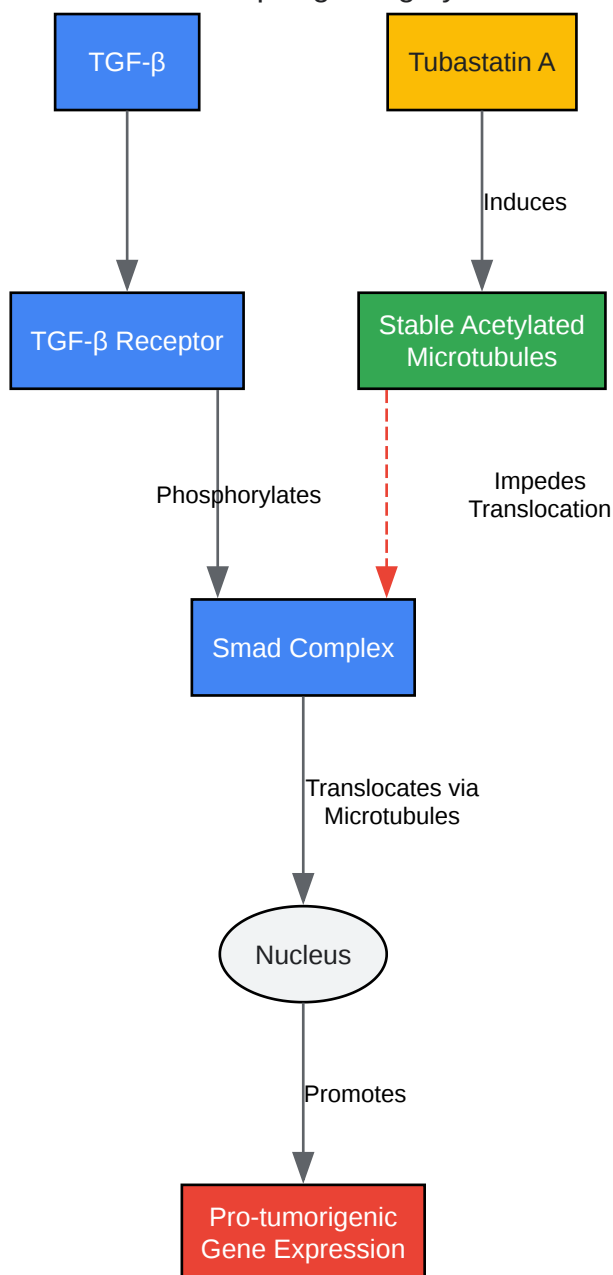 TGF-β
Tubastatin A
Induces
TGF-β Receptor
Stable Acetylated
Microtubules
Phosphorylates
Impedes
Translocation
Smad Complex
Translocates via
Microtubules
Nucleus
Promotes
Pro-tumorigenic
Gene Expression